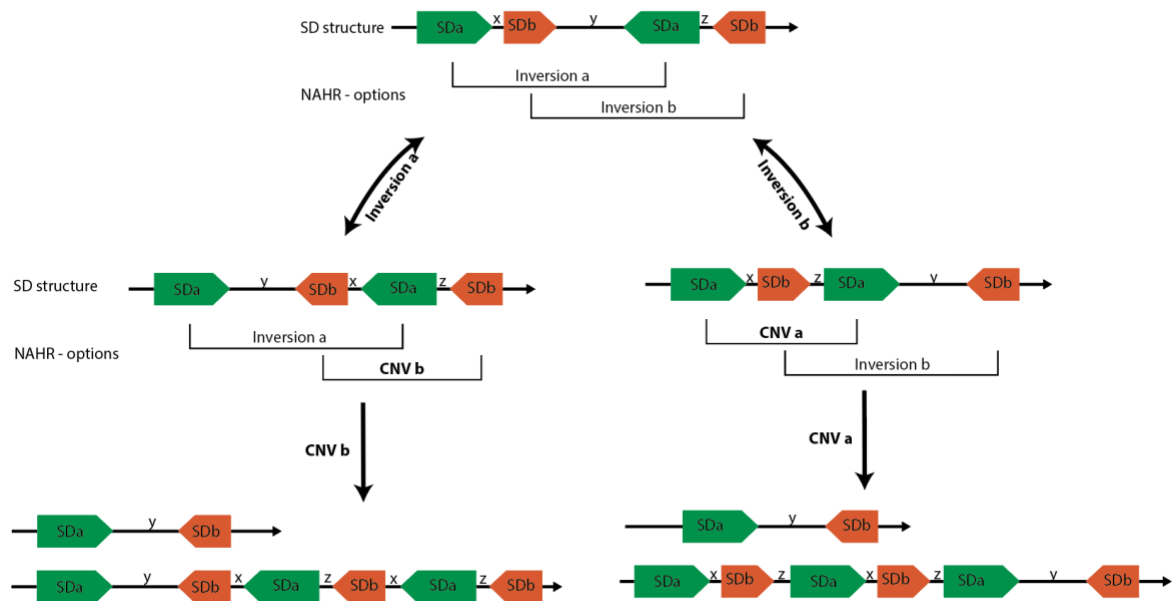 SD structure SDa x SDb y SDa z SDb
Inversion a
NAHR - options
Inversion b
Inversion a
Inversion b
SD structure SDa y SDb x SDa z SDb
SDa x SDb z SDa y SDb
NAHR - options
Inversion a
CNV b
CNV a
Inversion b
CNV b
CNV a
SDa y SDb
SDa y SDb
SDa y SDb x SDa z SDb x SDa z SDb
SDa x SDb z SDa x SDb z SDa y SDb